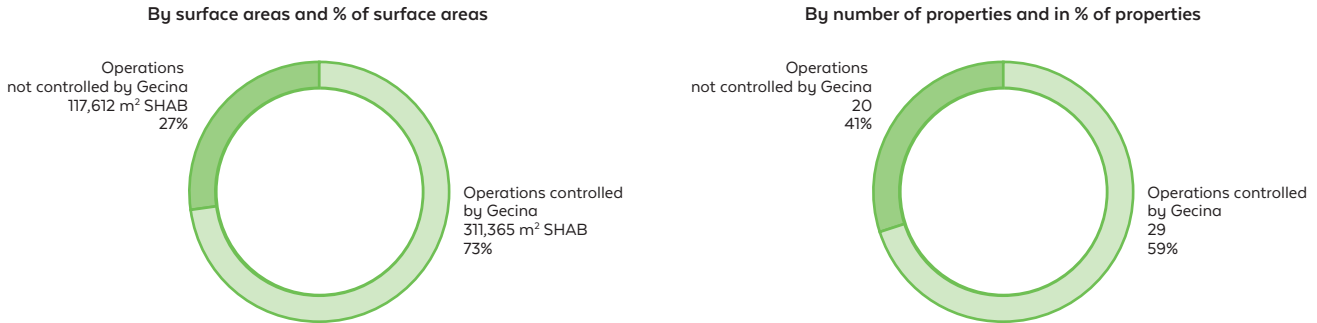 By surface areas and % of surface areas
Operations
not controlled by Gecina
117,612 m² SHAB
27%
Operations controlled
by Gecina
311,365 m² SHAB
73%
By number of properties and in % of properties
Operations
not controlled by Gecina
20
41%
Operations controlled
by Gecina
29
59%